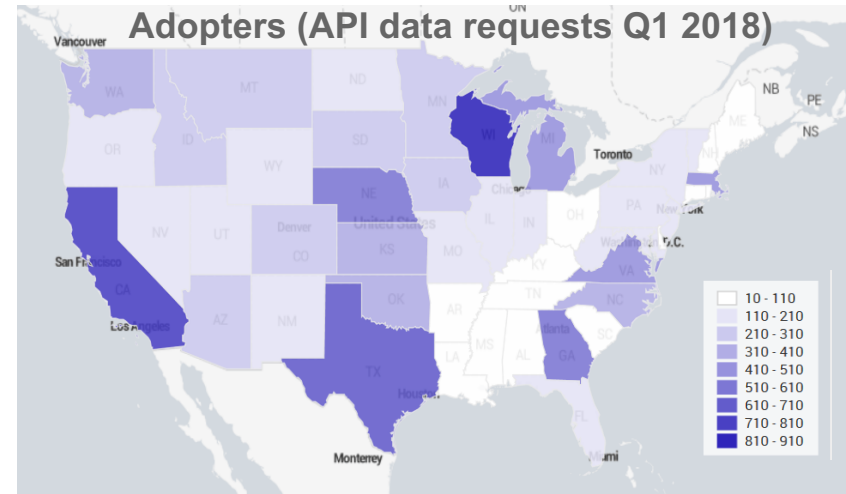 ON
Adopters (API data requests Q1 2018)
Vancouver
WA
MT
ND
MN
NB
PE
NS
ME
NH
OR
ID
SD
WI
MI
Toronto
NY
WY
IA
Chicago
NE
PA
New York
NV
UT
Denver
CO
United States
IL
IN
OH
Washington, D.C.
San Francisco
CA
KS
MO
KY
VA
Los Angeles
AZ
NM
OK
AR
TN
NC
Atlanta
SC
TX
LA
MS
AL
GA
Houston
FL
Monterrey
Miami
10 - 110
110 - 210
210 - 310
310 - 410
410 - 510
510 - 610
610 - 710
710 - 810
810 - 910